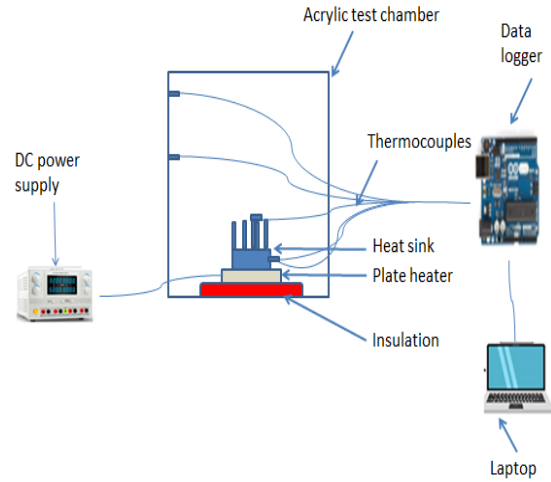 Acrylic test chamber
Data
logger
Thermocouples
DC power
supply
Heat sink
Plate heater
Insulation
Laptop